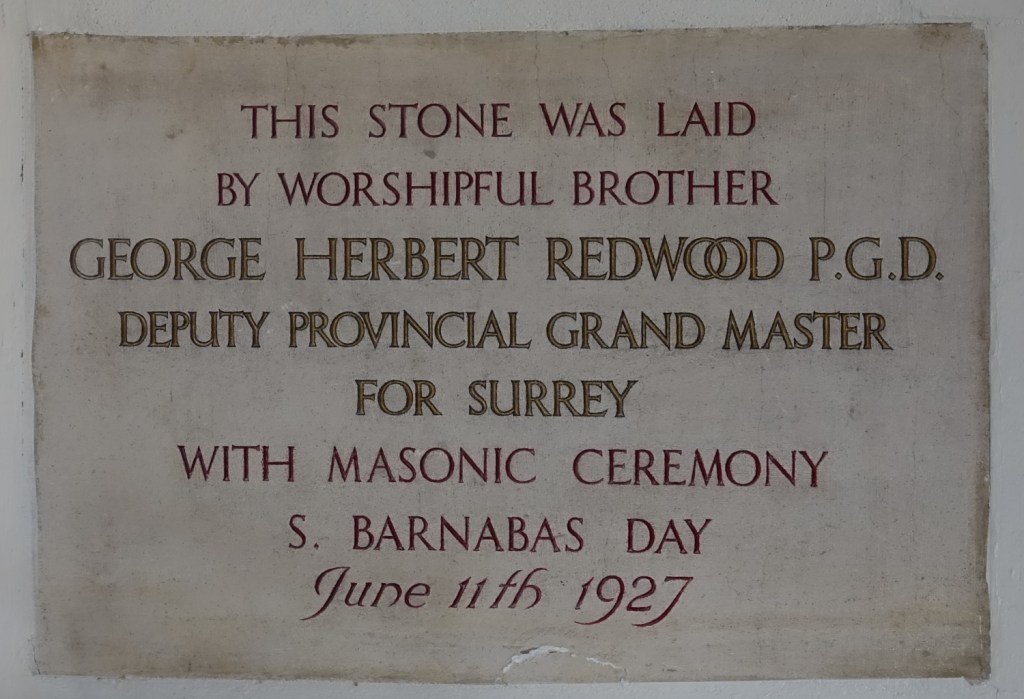 THIS STONE WAS LAID
BY WORSHIPFUL BROTHER
GEORGE HERBERT REDWOOD P.G.D.
DEPUTY PROVINCIAL GRAND MASTER
FOR SURREY
WITH MASONIC CEREMONY
S. BARNABAS DAY
June 11th 1927